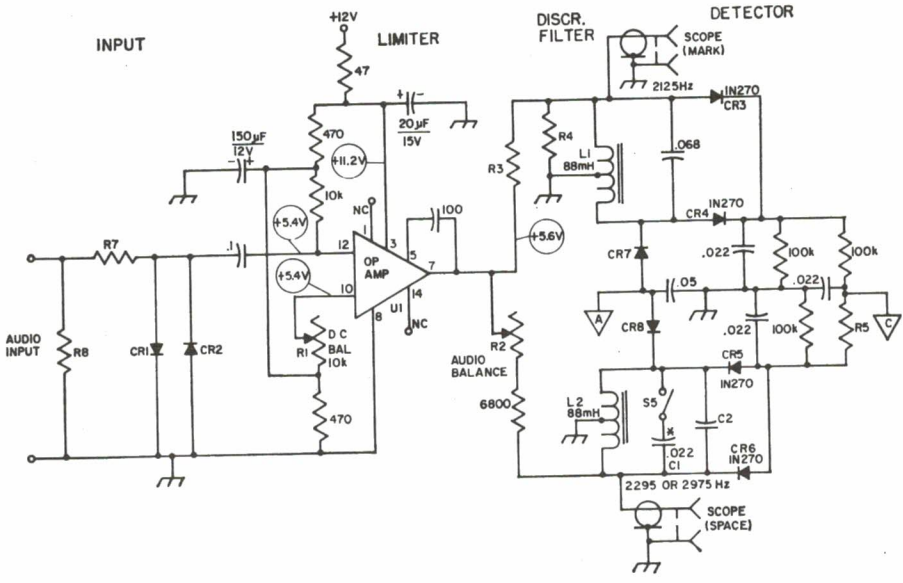 INPUT
LIMITER
DISCR.
FILTER
DETECTOR
+12V
47
+ -
20µF
15V
470
150µF
12V
- +
+11.2V
10k
NC
1
3
5
100
+5.4V
12
OP
AMP
7
+5.4V
10
14
U1
8
NC
R7
.1
AUDIO
INPUT
R8
CR1
CR2
R1
DC
BAL
10k
470
R2
AUDIO
BALANCE
6800
R3
+5.6V
R4
L1
88mH
SCOPE
(MARK)
2125Hz
1N270
CR3
.068
1N270
CR4
CR7
.022
100k
100k
.05
.022
A
C
CR8
.022
100k
R5
CR5
1N270
L2
88mH
S5
*
.022
C1
C2
CR6
1N270
2295 OR 2975 Hz
SCOPE
(SPACE)